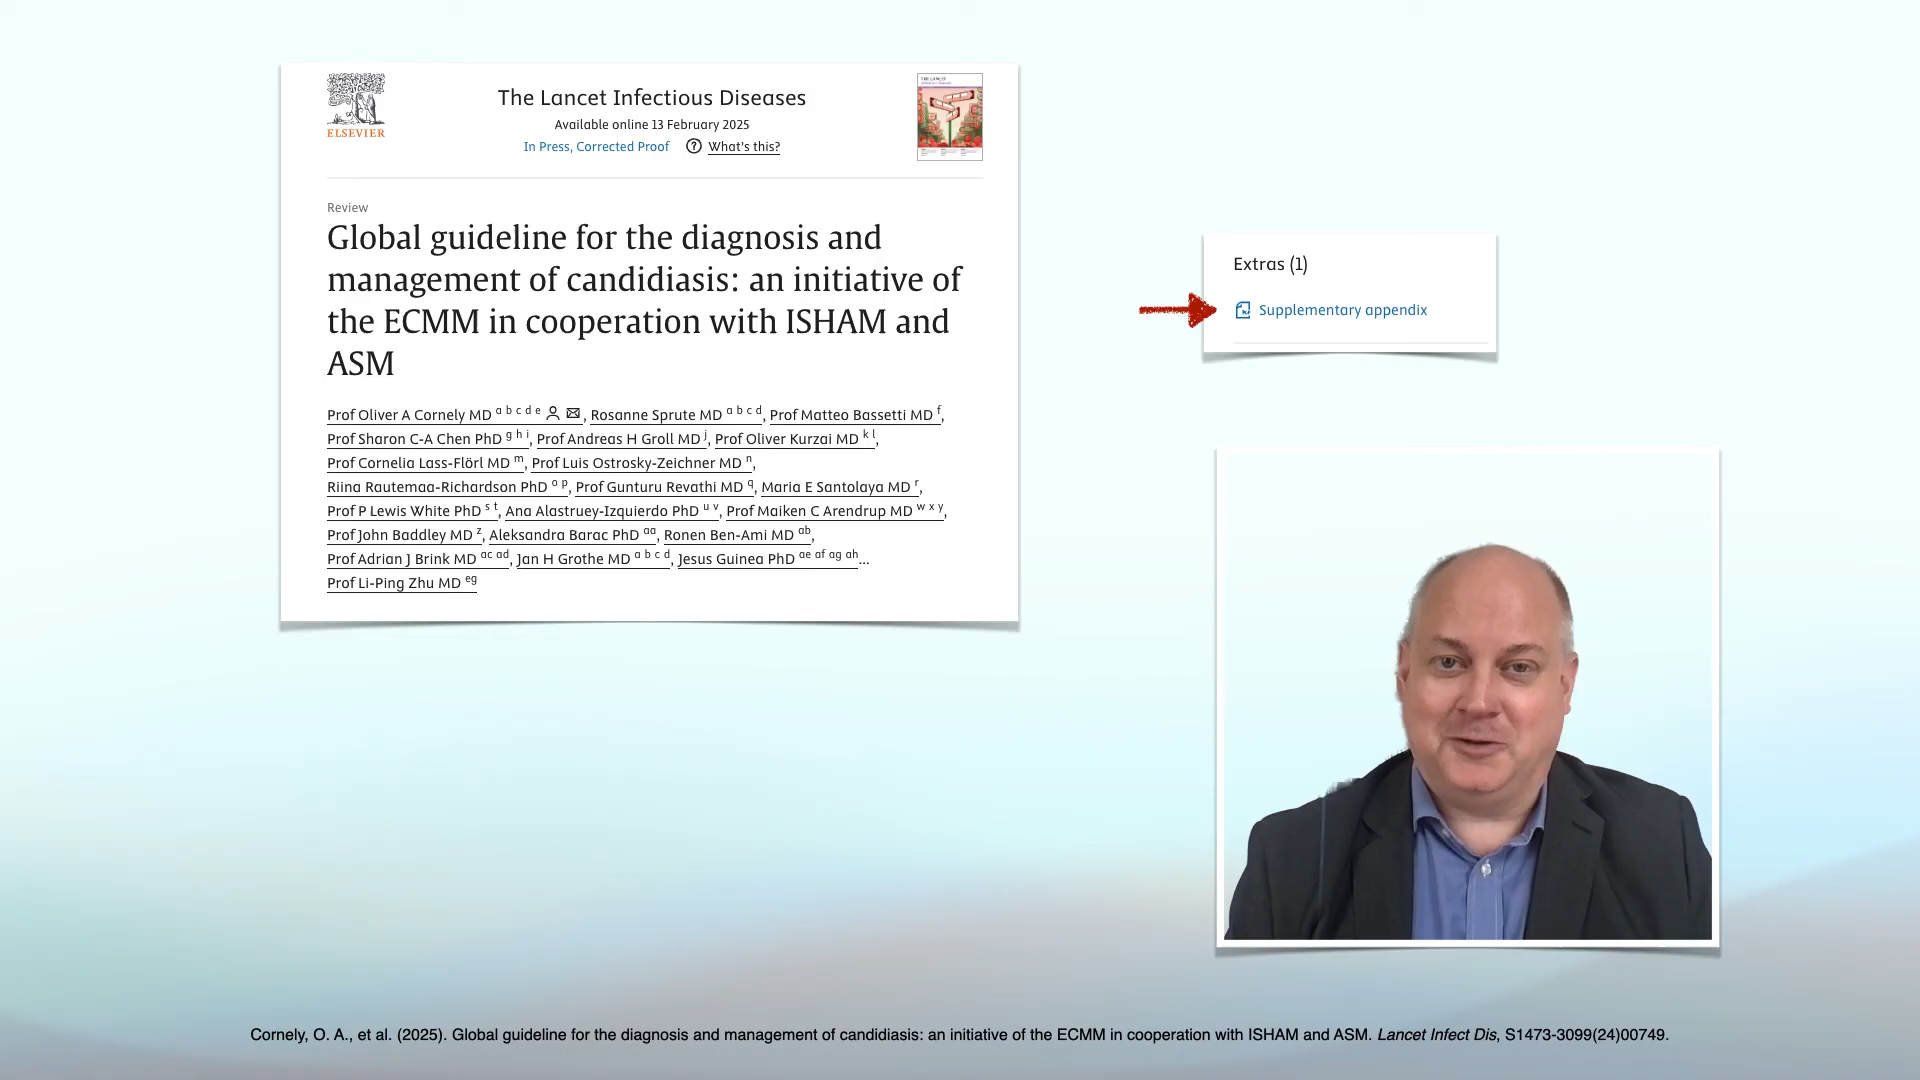 ELSEVIER
The Lancet Infectious Diseases
Available online 13 February 2025
In Press, Corrected Proof ? What's this?
THE LANCET
Review
Global guideline for the diagnosis and
management of candidiasis: an initiative of
the ECMM in cooperation with ISHAM and
ASM
Prof Oliver A Cornely MD a b c d e, Rosanne Sprute MD a b c d, Prof Matteo Bassetti MD f,
Prof Sharon C-A Chen PhD g h i, Prof Andreas H Groll MD j, Prof Oliver Kurzai MD k l,
Prof Cornelia Lass-Flörl MD m, Prof Luis Ostrosky-Zeichner MD n,
Riina Rautemaa-Richardson PhD o p, Prof Gunturu Revathi MD q, Maria E Santolaya MD r,
Prof P Lewis White PhD s t, Ana Alastruey-Izquierdo PhD u v, Prof Maiken C Arendrup MD w x y,
Prof John Baddley MD z, Aleksandra Barac PhD aa, Ronen Ben-Ami MD ab,
Prof Adrian J Brink MD ac ad, Jan H Grothe MD a b c d, Jesus Guinea PhD ae af ag ah...
Prof Li-Ping Zhu MD eg
Extras (1)
Supplementary appendix
Cornely, O. A., et al. (2025). Global guideline for the diagnosis and management of candidiasis: an initiative of the ECMM in cooperation with ISHAM and ASM. Lancet Infect Dis, S1473-3099(24)00749.